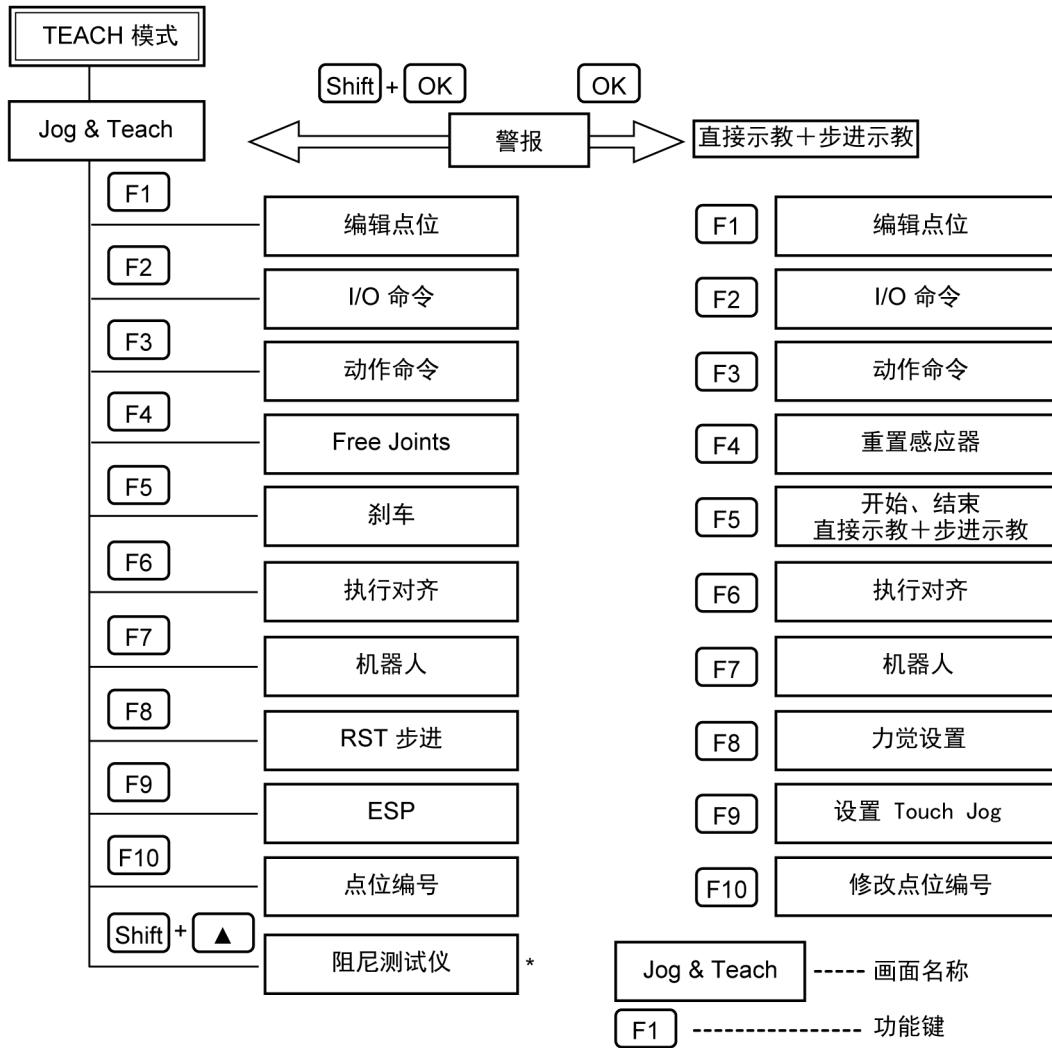 TEACH 模式
Shift + OK
OK
Jog & Teach
警报
直接示教＋步进示教
F1
编辑点位
F2
I/O 命令
F3
动作命令
F4
Free Joints
F5
刹车
F6
执行对齐
F7
机器人
F8
RST 步进
F9
ESP
F10
点位编号
Shift + ▲
阻尼测试仪 *
F1 编辑点位
F2 I/O 命令
F3 动作命令
F4 重置感应器
F5 开始、结束
直接示教＋步进示教
F6 执行对齐
F7 机器人
F8 力觉设置
F9 设置 Touch Jog
F10 修改点位编号
Jog & Teach ----- 画面名称
F1 ---------------- 功能键